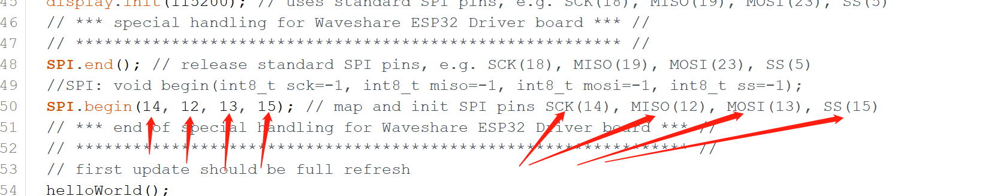 45 display.init(115200); // uses standard SPI pins, e.g. SCK(18), MISO(19), MOSI(23), SS(5)
46 // *** special handling for Waveshare ESP32 Driver board *** //
47 // ********************************************************* //
48 SPI.end(); // release standard SPI pins, e.g. SCK(18), MISO(19), MOSI(23), SS(5)
49 //SPI: void begin(int8_t sck=-1, int8_t miso=-1, int8_t mosi=-1, int8_t ss=-1);
50 SPI.begin(14, 12, 13, 15); // map and init SPI pins SCK(14), MISO(12), MOSI(13), SS(15)
51 // *** end of special handling for Waveshare ESP32 Driver board *** //
52 // **************************************************************** //
53 // first update should be full refresh
54 helloWorld();